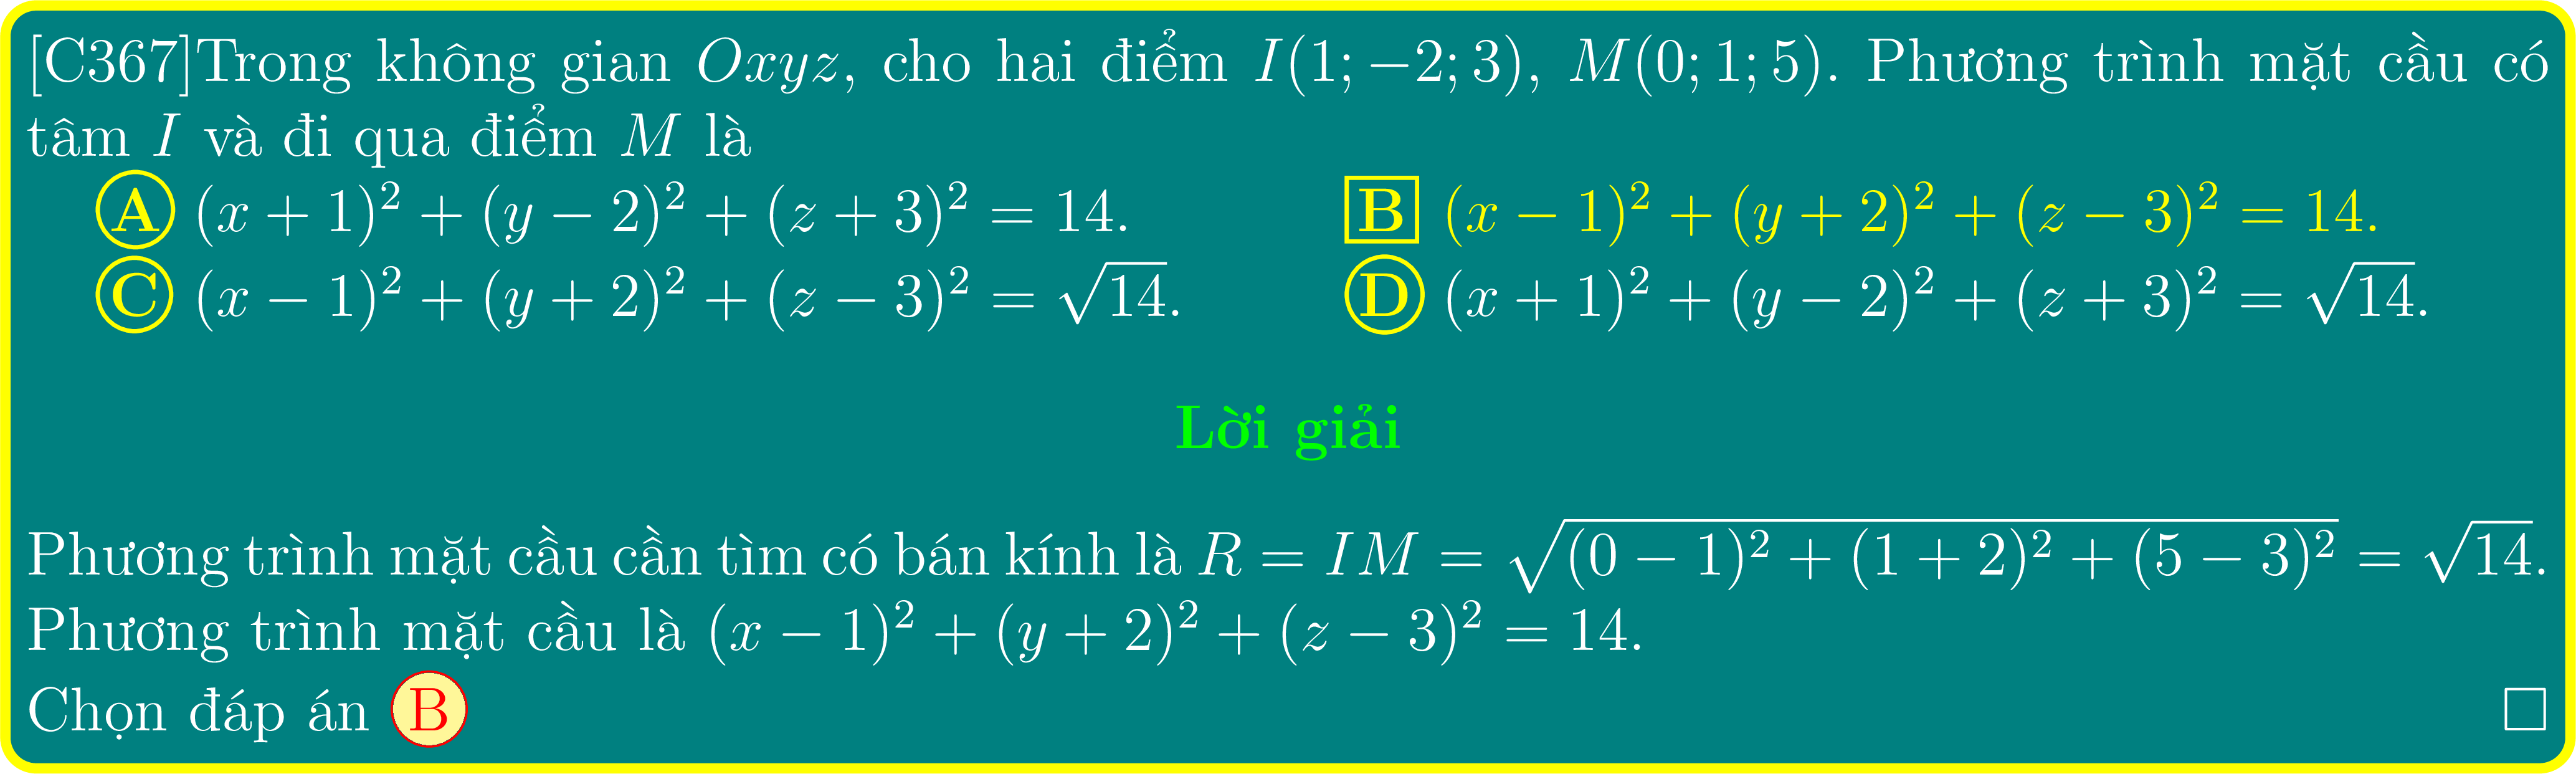 [C367]Trong không gian Oxyz, cho hai điểm I(1; −2; 3), M(0; 1; 5). Phương trình mặt cầu có
tâm I và đi qua điểm M là
A (x + 1)² + (y − 2)² + (z + 3)² = 14. B (x − 1)² + (y + 2)² + (z − 3)² = 14.
C (x − 1)² + (y + 2)² + (z − 3)² = √14. D (x + 1)² + (y − 2)² + (z + 3)² = √14.
Lời giải
Phương trình mặt cầu cần tìm có bán kính là R = IM = √((0 − 1)² + (1 + 2)² + (5 − 3)²) = √14.
Phương trình mặt cầu là (x − 1)² + (y + 2)² + (z − 3)² = 14.
Chọn đáp án B □